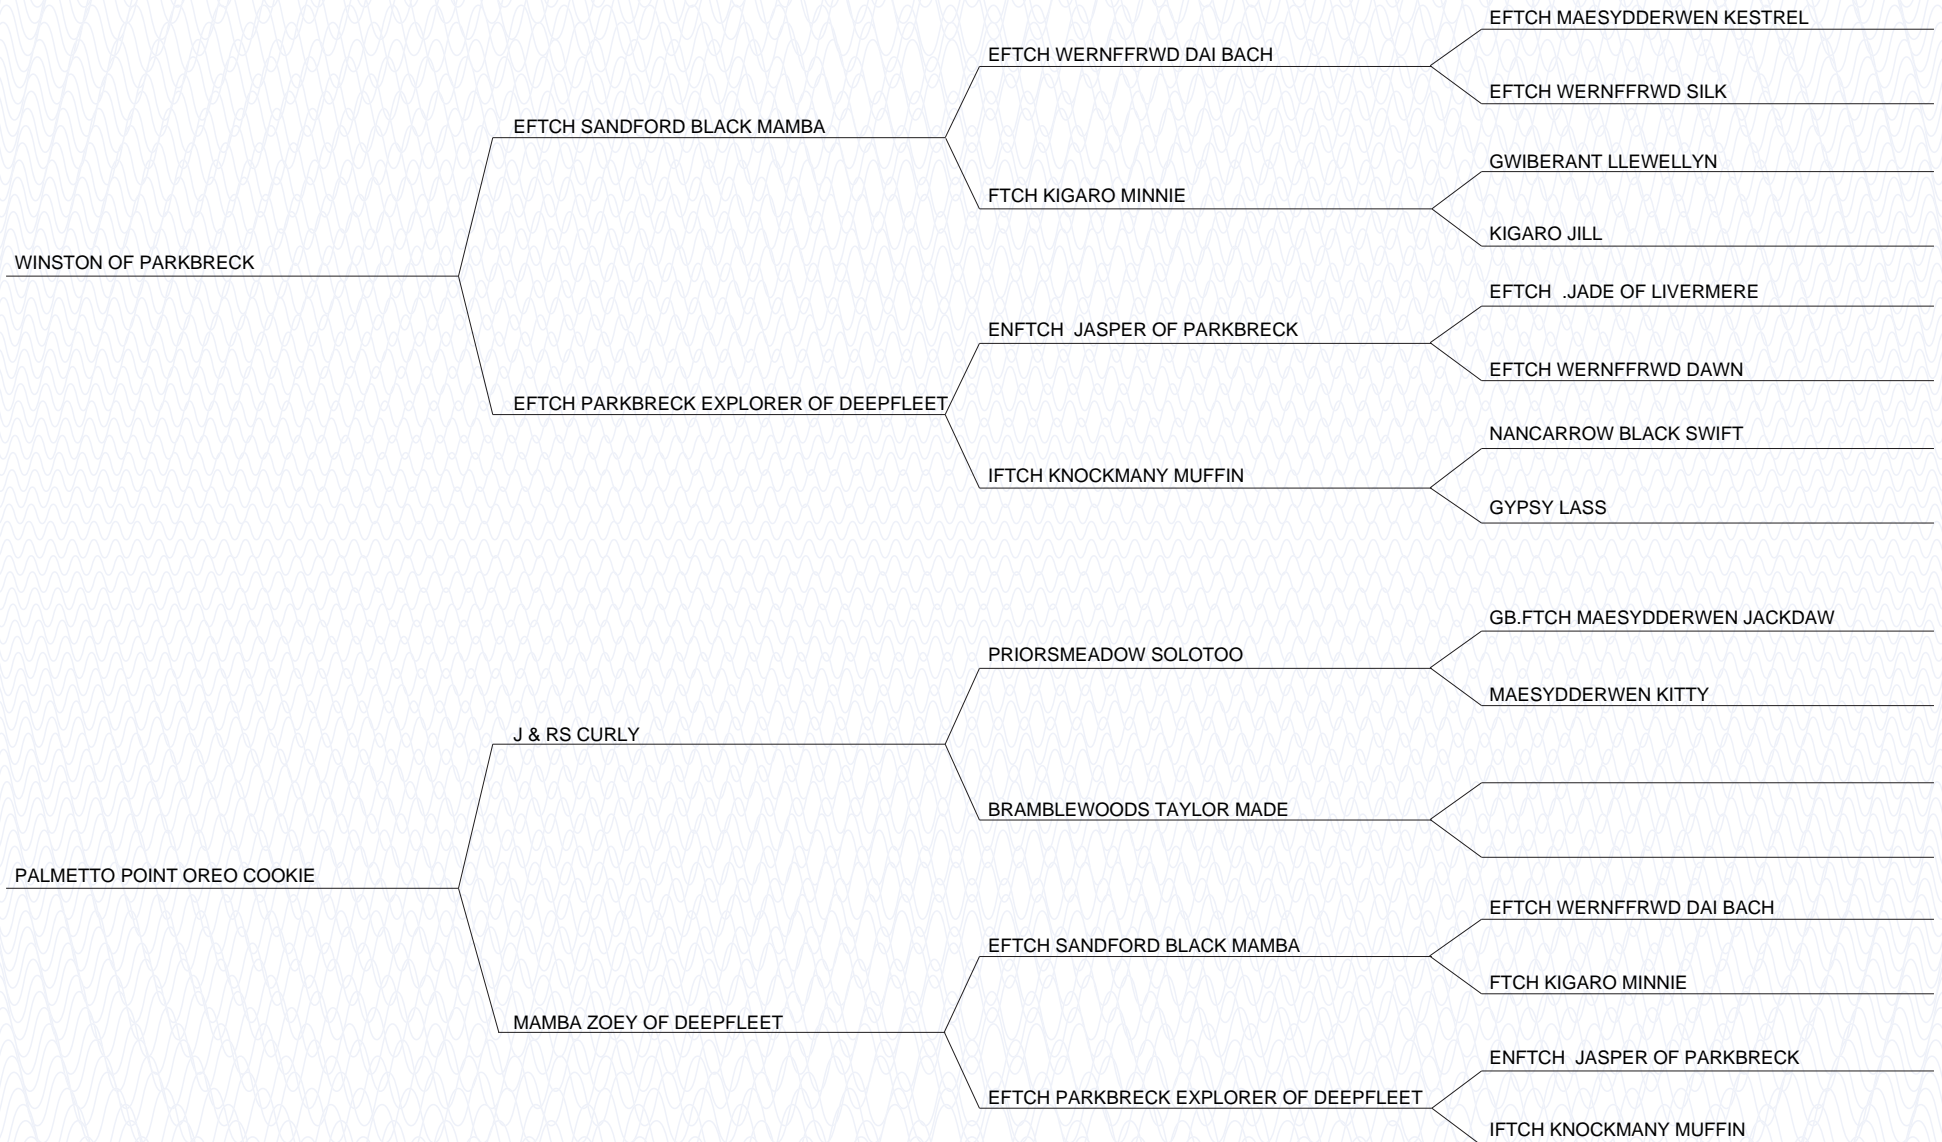 EFTCH MAESYDDERWEN KESTREL
EFTCH WERNFFRWD DAI BACH
EFTCH WERNFFRWD SILK
EFTCH SANDFORD BLACK MAMBA
GWIBERANT LLEWELLYN
FTCH KIGARO MINNIE
KIGARO JILL
WINSTON OF PARKBRECK
EFTCH  .JADE OF LIVERMERE
ENFTCH  JASPER OF PARKBRECK
EFTCH WERNFFRWD DAWN
EFTCH PARKBRECK EXPLORER OF DEEPFLEET
NANCARROW BLACK SWIFT
IFTCH KNOCKMANY MUFFIN
GYPSY LASS
GB.FTCH MAESYDDERWEN JACKDAW
PRIORSMEADOW SOLOTOO
MAESYDDERWEN KITTY
J & RS CURLY
BRAMBLEWOODS TAYLOR MADE
PALMETTO POINT OREO COOKIE
EFTCH WERNFFRWD DAI BACH
EFTCH SANDFORD BLACK MAMBA
FTCH KIGARO MINNIE
MAMBA ZOEY OF DEEPFLEET
ENFTCH  JASPER OF PARKBRECK
EFTCH PARKBRECK EXPLORER OF DEEPFLEET
IFTCH KNOCKMANY MUFFIN